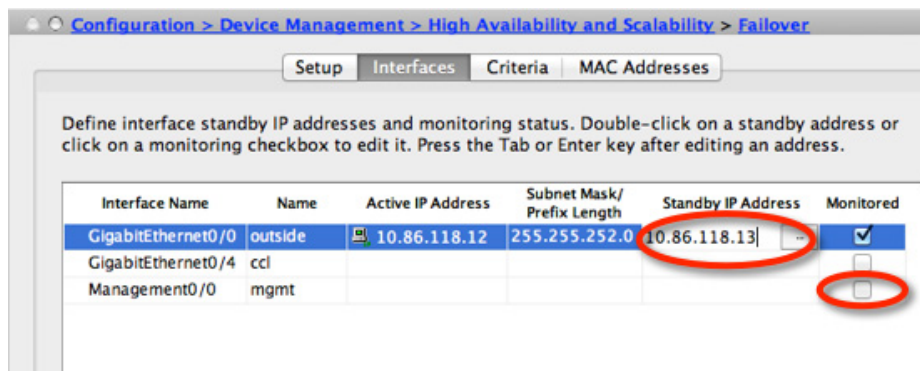 Configuration > Device Management > High Availability and Scalability > Failover
Setup Interfaces Criteria MAC Addresses
Define interface standby IP addresses and monitoring status. Double-click on a standby address or
click on a monitoring checkbox to edit it. Press the Tab or Enter key after editing an address.
Interface Name Name Active IP Address Subnet Mask/ Prefix Length Standby IP Address Monitored
GigabitEthernet0/0 outside 10.86.118.12 255.255.252.0 10.86.118.13 ...
GigabitEthernet0/4 ccl
Management0/0 mgmt